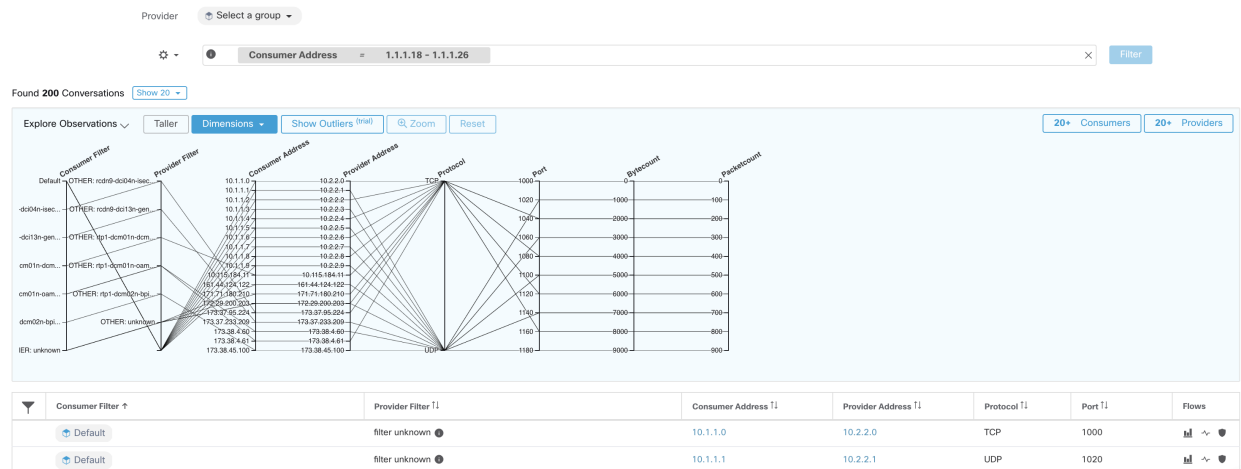 Provider Select a group
Consumer Address = 1.1.1.18 - 1.1.1.26 Filter
Found 200 Conversations Show 20
Explore Observations Taller Dimensions Show Outliers (trial) Zoom Reset 20+ Consumers 20+ Providers
Consumer Filter Provider Filter Consumer Address Provider Address Protocol Port Bytecount Packetcount
Default OTHER: rcdn9-dci04n-isec... 10.1.1.0 10.2.2.0 TCP 1000 0 0
10.1.1.1 10.2.2.1
10.1.1.2 10.2.2.2 1020 1000 100
-dci04n-isec... OTHER: rcdn9-dci13n-gen... 10.1.1.3 10.2.2.3
10.1.1.4 10.2.2.4 1040 2000 200
10.1.1.5 10.2.2.5
-dci13n-gen... OTHER: rtp1-dcm01n-dcm... 10.1.1.6 10.2.2.6 1060 3000 300
10.1.1.7 10.2.2.7
10.1.1.8 10.2.2.8 1080 4000 400
cm01n-dcm... OTHER: rtp1-dcm01n-oam... 10.1.1.9 10.2.2.9
10.115.184.11 10.115.184.11 1100 5000 500
161.44.124.122 161.44.124.122
cm01n-oam... OTHER: rtp1-dcm02n-bpi... 171.71.180.210 171.71.180.210 1120 6000 600
172.29.200.203 172.29.200.203
173.37.95.224 173.37.95.224 1140 7000 700
dcm02n-bpi... OTHER: unknown 173.37.233.209 173.37.233.209
173.38.4.60 173.38.4.60 1160 8000 800
173.38.4.61 173.38.4.61
IER: unknown 173.38.45.100 173.38.45.100 UDP 1180 9000 900
Consumer Filter Provider Filter Consumer Address Provider Address Protocol Port Flows
Default filter unknown 10.1.1.0 10.2.2.0 TCP 1000
Default filter unknown 10.1.1.1 10.2.2.1 UDP 1020